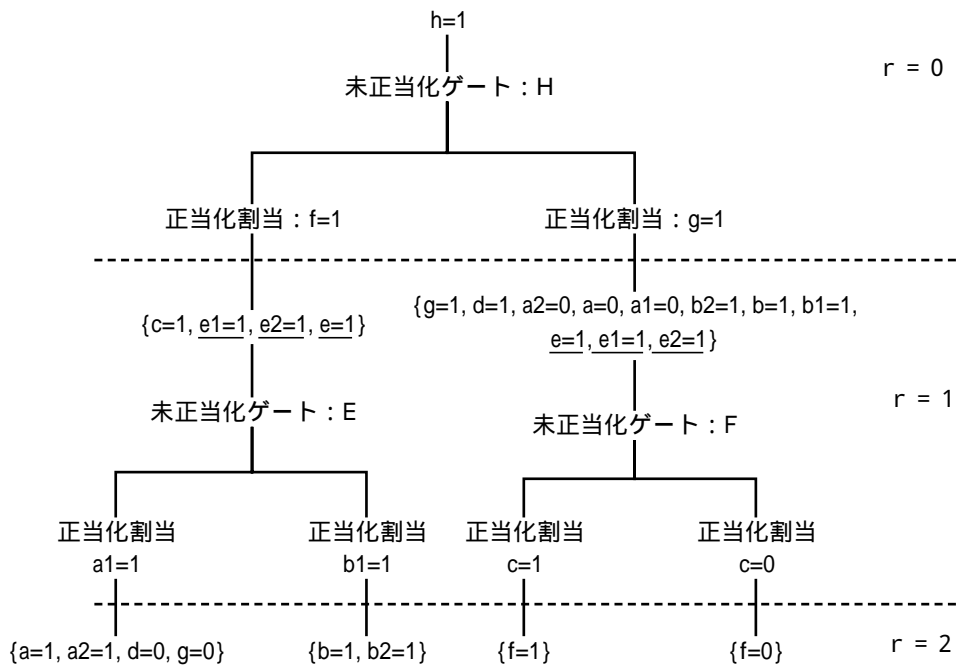 h=1
r = 0
未正当化ゲート：H
正当化割当：f=1
正当化割当：g=1
{g=1, d=1, a2=0, a=0, a1=0, b2=1, b=1, b1=1,
{c=1, e1=1, e2=1, e=1}
e=1, e1=1, e2=1}
r = 1
未正当化ゲート：E
未正当化ゲート：F
正当化割当
a1=1
正当化割当
b1=1
正当化割当
c=1
正当化割当
c=0
{a=1, a2=1, d=0, g=0}
{b=1, b2=1}
{f=1}
{f=0}
r = 2